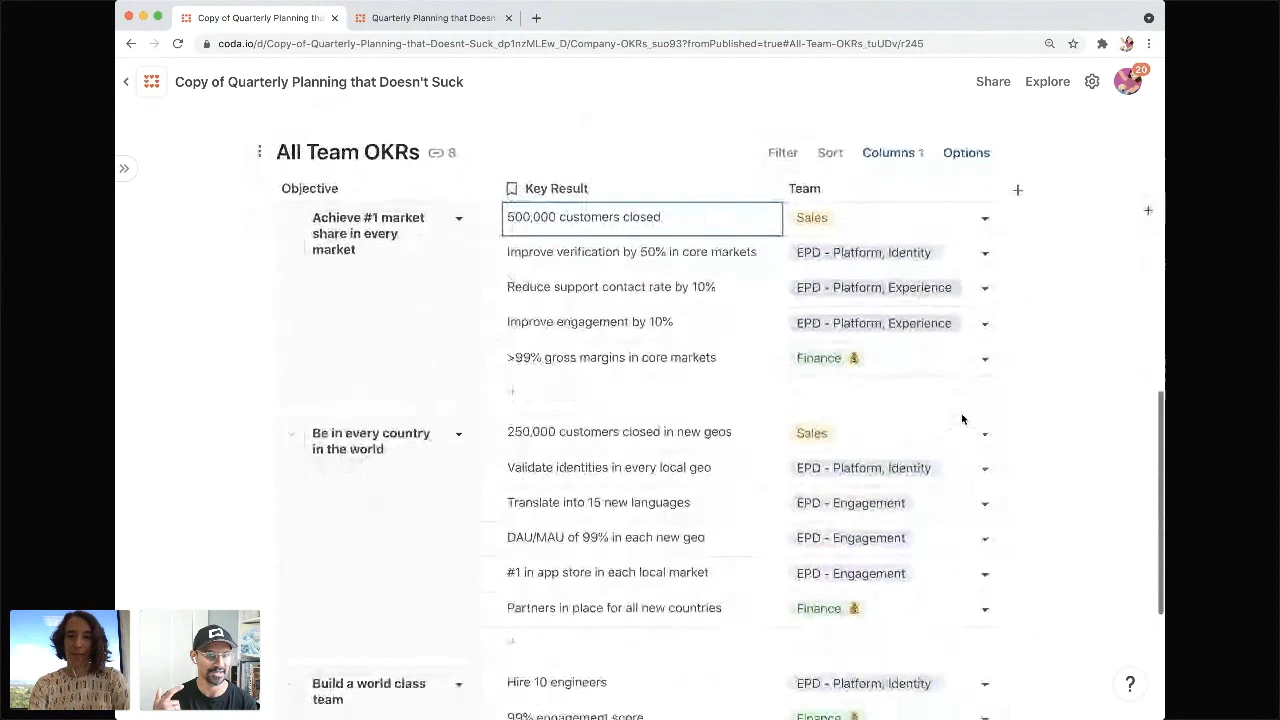 Copy of Quarterly Planning tha
Quarterly Planning that Doesn'
coda.io/d/Copy-of-Quarterly-Planning-that-Doesnt-Suck_dp1nzMLEw_D/Company-OKRs_suo93?fromPublished=true#All-Team-OKRs_tuUDv/r245
Copy of Quarterly Planning that Doesn't Suck
Share
Explore
20
All Team OKRs
8
Filter
Sort
Columns 1
Options
Objective
Key Result
Team
Achieve #1 market
share in every
market
500,000 customers closed
Sales
Improve verification by 50% in core markets
EPD - Platform, Identity
Reduce support contact rate by 10%
EPD - Platform, Experience
Improve engagement by 10%
EPD - Platform, Experience
>99% gross margins in core markets
Finance 💰
Be in every country
in the world
250,000 customers closed in new geos
Sales
Validate identities in every local geo
EPD - Platform, Identity
Translate into 15 new languages
EPD - Engagement
DAU/MAU of 99% in each new geo
EPD - Engagement
#1 in app store in each local market
EPD - Engagement
Partners in place for all new countries
Finance 💰
Build a world class
team
Hire 10 engineers
EPD - Platform, Identity
99% engagement score
Finance 💰
?